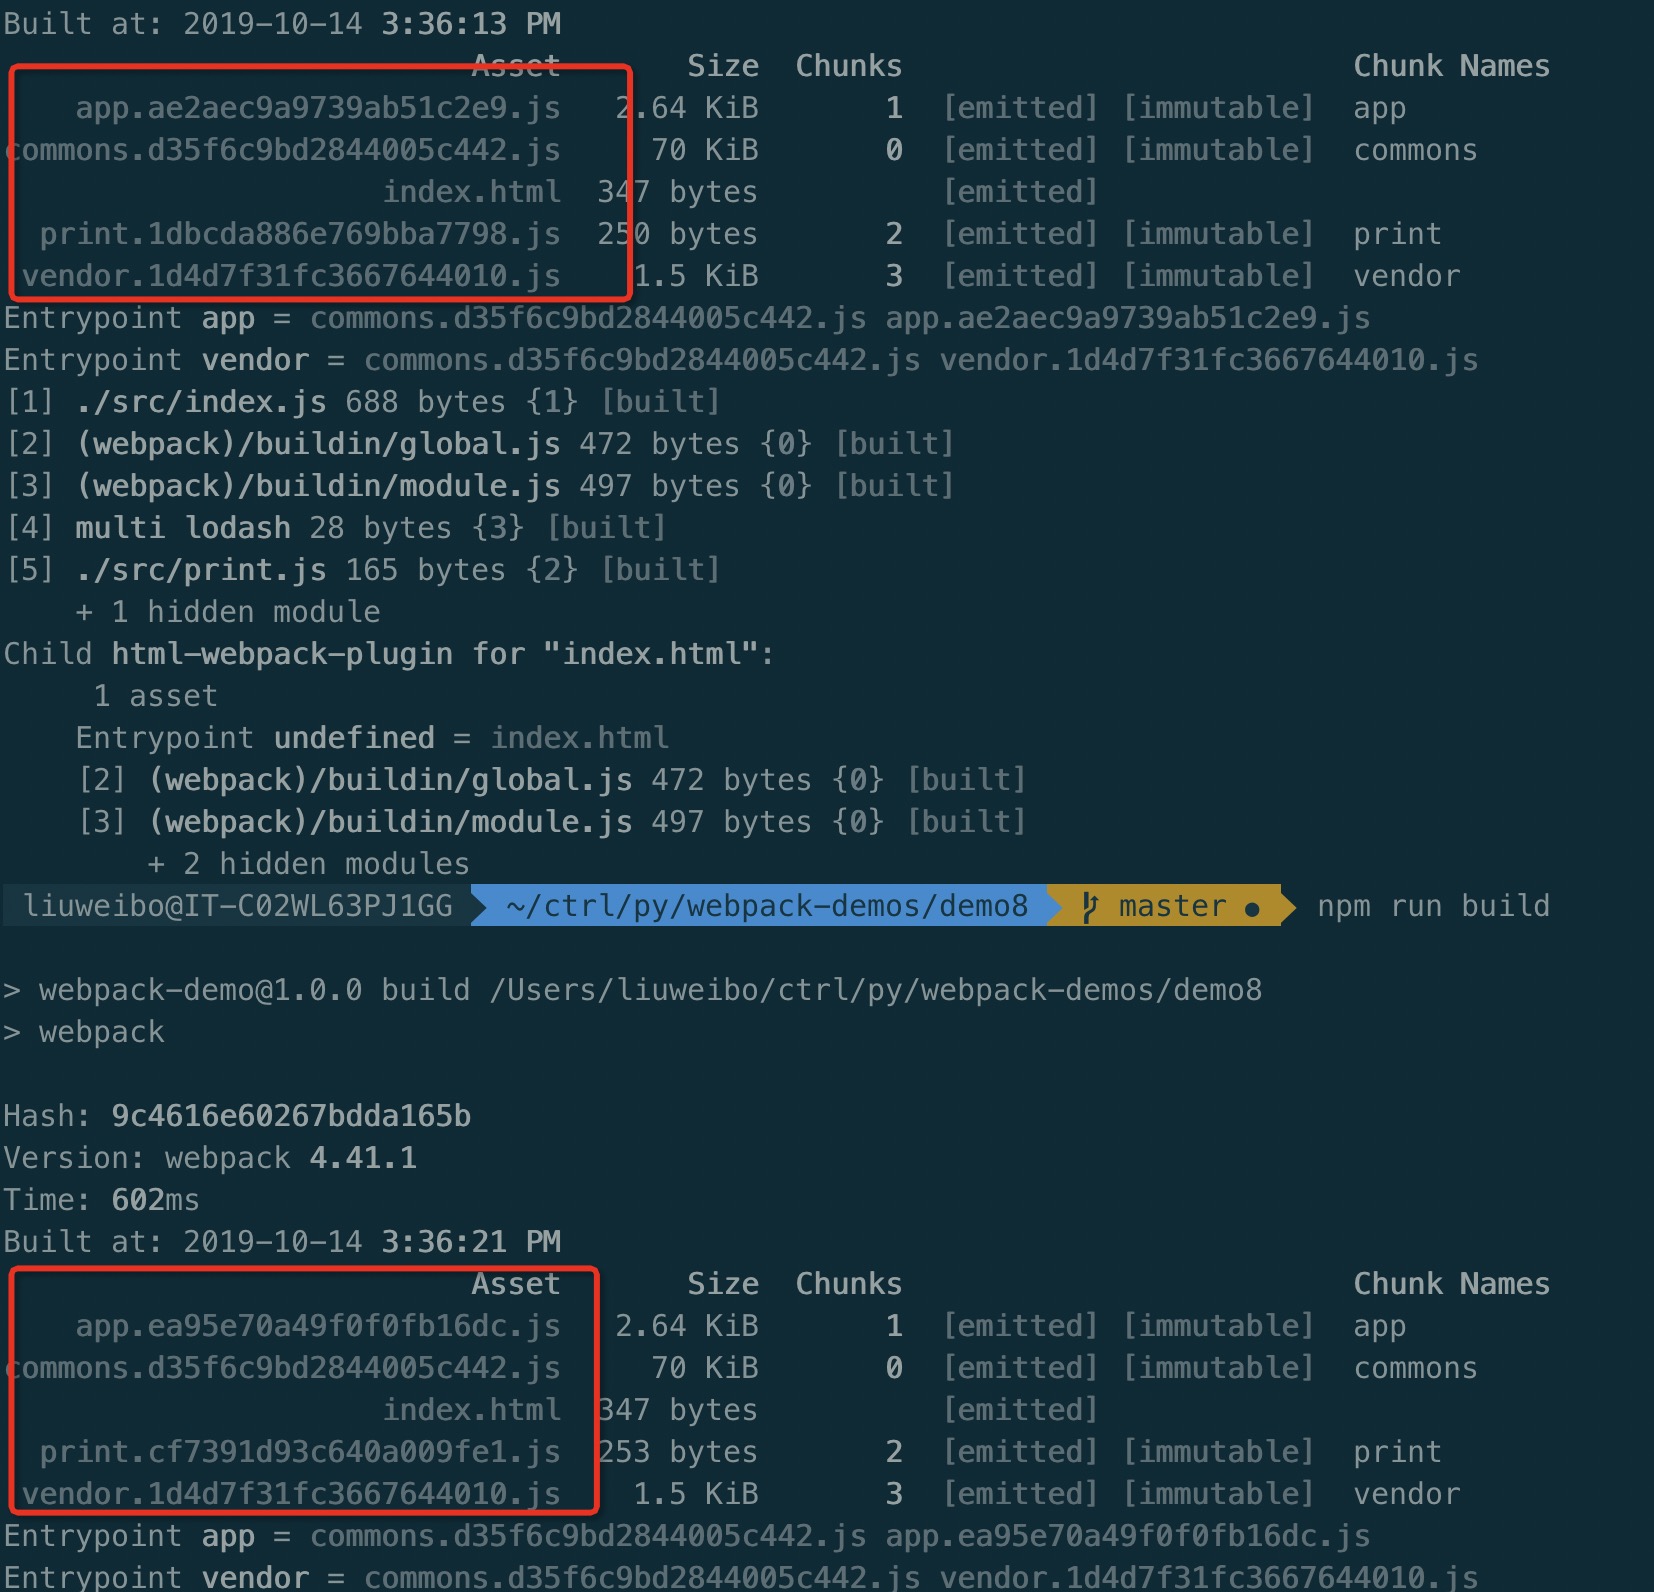 Built at: 2019-10-14 3:36:13 PM
Asset Size Chunks Chunk Names
app.ae2aec9a9739ab51c2e9.js 2.64 KiB 1 [emitted] [immutable] app
commons.d35f6c9bd2844005c442.js 70 KiB 0 [emitted] [immutable] commons
index.html 347 bytes [emitted]
print.1dbcda886e769bba7798.js 250 bytes 2 [emitted] [immutable] print
vendor.1d4d7f31fc3667644010.js 1.5 KiB 3 [emitted] [immutable] vendor
Entrypoint app = commons.d35f6c9bd2844005c442.js app.ae2aec9a9739ab51c2e9.js
Entrypoint vendor = commons.d35f6c9bd2844005c442.js vendor.1d4d7f31fc3667644010.js
[1] ./src/index.js 688 bytes {1} [built]
[2] (webpack)/buildin/global.js 472 bytes {0} [built]
[3] (webpack)/buildin/module.js 497 bytes {0} [built]
[4] multi lodash 28 bytes {3} [built]
[5] ./src/print.js 165 bytes {2} [built]
+ 1 hidden module
Child html-webpack-plugin for "index.html":
1 asset
Entrypoint undefined = index.html
[2] (webpack)/buildin/global.js 472 bytes {0} [built]
[3] (webpack)/buildin/module.js 497 bytes {0} [built]
+ 2 hidden modules
liuweibo@IT-C02WL63PJ1GG ~/ctrl/py/webpack-demos/demo8 master ● npm run build
> webpack-demo@1.0.0 build /Users/liuweibo/ctrl/py/webpack-demos/demo8
> webpack
Hash: 9c4616e60267bdda165b
Version: webpack 4.41.1
Time: 602ms
Built at: 2019-10-14 3:36:21 PM
Asset Size Chunks Chunk Names
app.ea95e70a49f0f0fb16dc.js 2.64 KiB 1 [emitted] [immutable] app
commons.d35f6c9bd2844005c442.js 70 KiB 0 [emitted] [immutable] commons
index.html 347 bytes [emitted]
print.cf7391d93c640a009fe1.js 253 bytes 2 [emitted] [immutable] print
vendor.1d4d7f31fc3667644010.js 1.5 KiB 3 [emitted] [immutable] vendor
Entrypoint app = commons.d35f6c9bd2844005c442.js app.ea95e70a49f0f0fb16dc.js
Entrypoint vendor = commons.d35f6c9bd2844005c442.js vendor.1d4d7f31fc3667644010.js